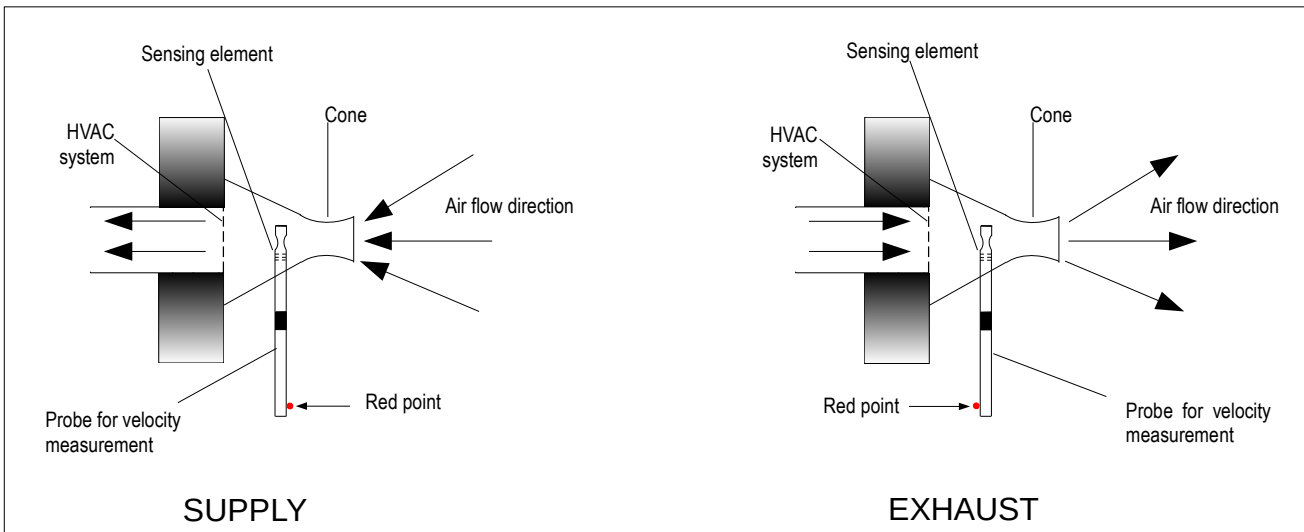 Sensing element
Cone
HVAC
system
Air flow direction
Red point
Probe for velocity
measurement
SUPPLY
Sensing element
Cone
HVAC
system
Air flow direction
Red point
Probe for velocity
measurement
EXHAUST